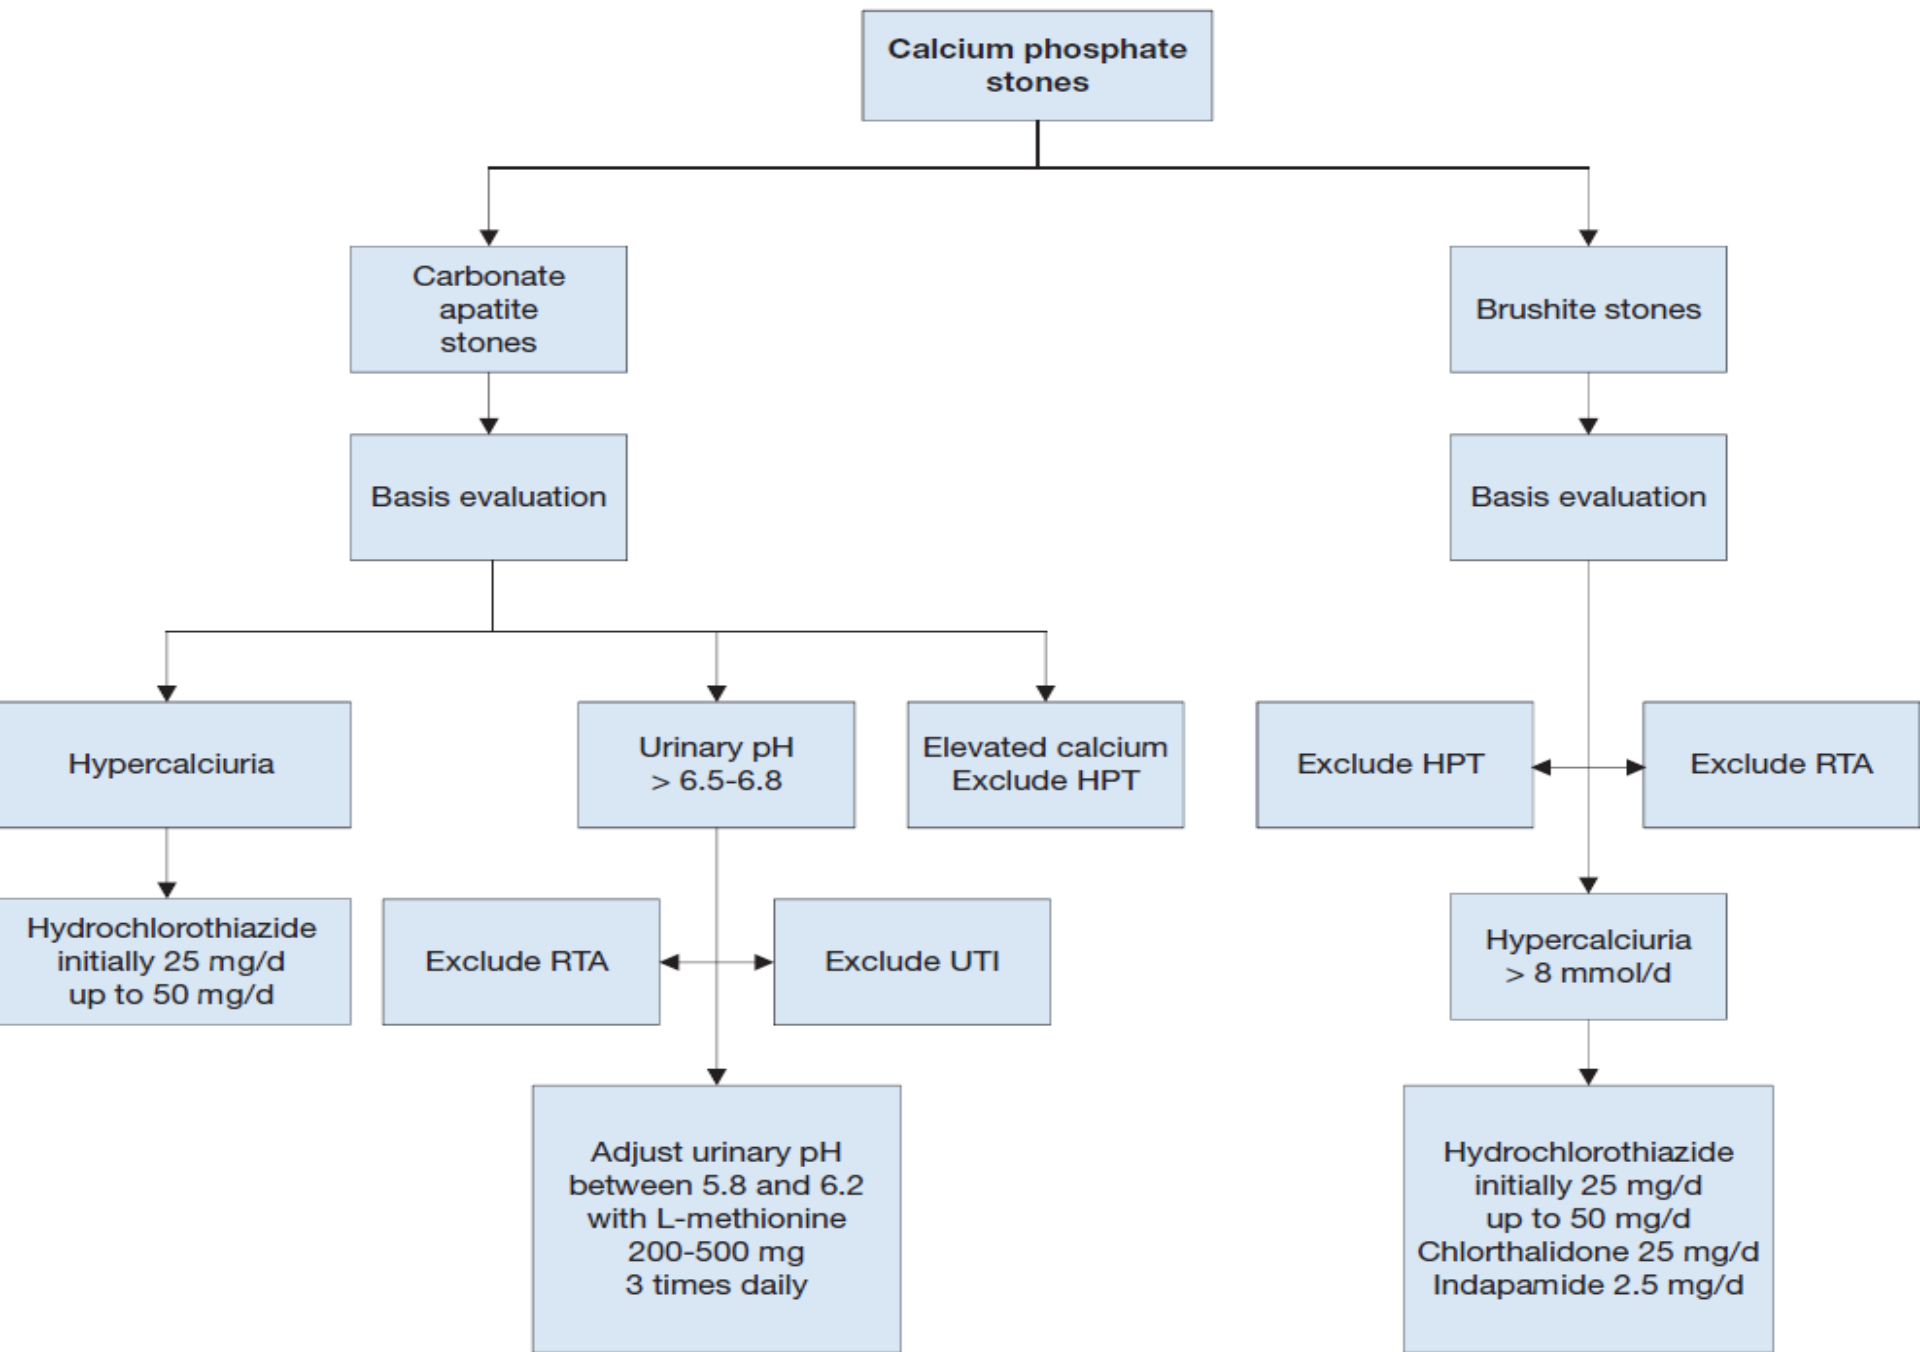 Calcium phosphate
stones
Carbonate
apatite
stones
Brushite stones
Basis evaluation
Basis evaluation
Hypercalciuria
Urinary pH
> 6.5-6.8
Elevated calcium
Exclude HPT
Exclude HPT
Exclude RTA
Hydrochlorothiazide
initially 25 mg/d
up to 50 mg/d
Exclude RTA
Exclude UTI
Hypercalciuria
> 8 mmol/d
Adjust urinary pH
between 5.8 and 6.2
with L-methionine
200-500 mg
3 times daily
Hydrochlorothiazide
initially 25 mg/d
up to 50 mg/d
Chlorthalidone 25 mg/d
Indapamide 2.5 mg/d